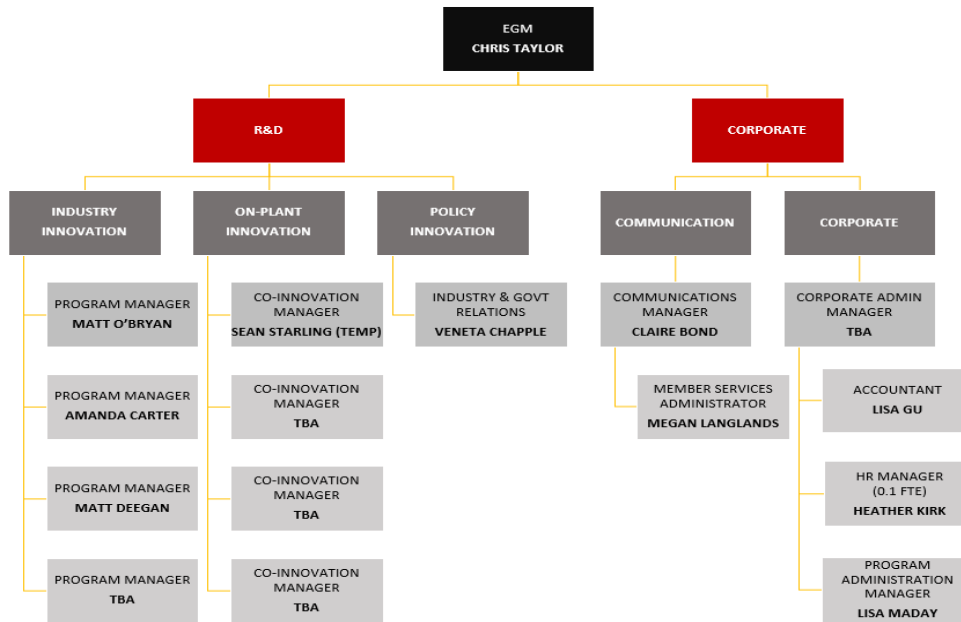 EGM
CHRIS TAYLOR
R&D
CORPORATE
INDUSTRY
INNOVATION
ON-PLANT
INNOVATION
POLICY
INNOVATION
COMMUNICATION
CORPORATE
PROGRAM MANAGER
MATT O’BRYAN
CO-INNOVATION
MANAGER
SEAN STARLING (TEMP)
INDUSTRY & GOVT
RELATIONS
VENETA CHAPPLE
COMMUNICATIONS
MANAGER
CLAIRE BOND
CORPORATE ADMIN
MANAGER
TBA
PROGRAM MANAGER
AMANDA CARTER
CO-INNOVATION
MANAGER
TBA
MEMBER SERVICES
ADMINISTRATOR
MEGAN LANGLANDS
ACCOUNTANT
LISA GU
PROGRAM MANAGER
MATT DEEGAN
CO-INNOVATION
MANAGER
TBA
HR MANAGER
(0.1 FTE)
HEATHER KIRK
PROGRAM MANAGER
TBA
CO-INNOVATION
MANAGER
TBA
PROGRAM
ADMINISTRATION
MANAGER
LISA MADAY